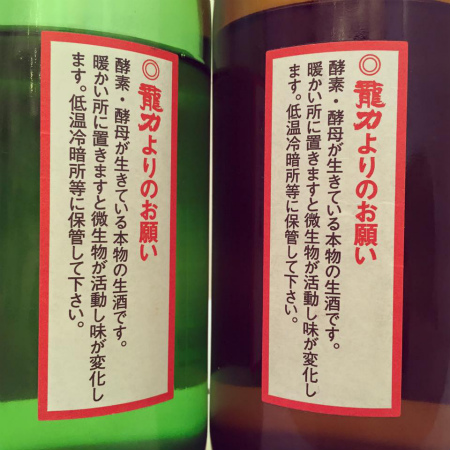 ◎龍力よりのお願い
酵素・酵母が生きている本物の生酒です。
暖かい所に置きますと微生物が活動し味が変化し
ます。低温冷暗所等に保管して下さい。
◎龍力よりのお願い
酵素・酵母が生きている本物の生酒です。
暖かい所に置きますと微生物が活動し味が変化し
ます。低温冷暗所等に保管して下さい。